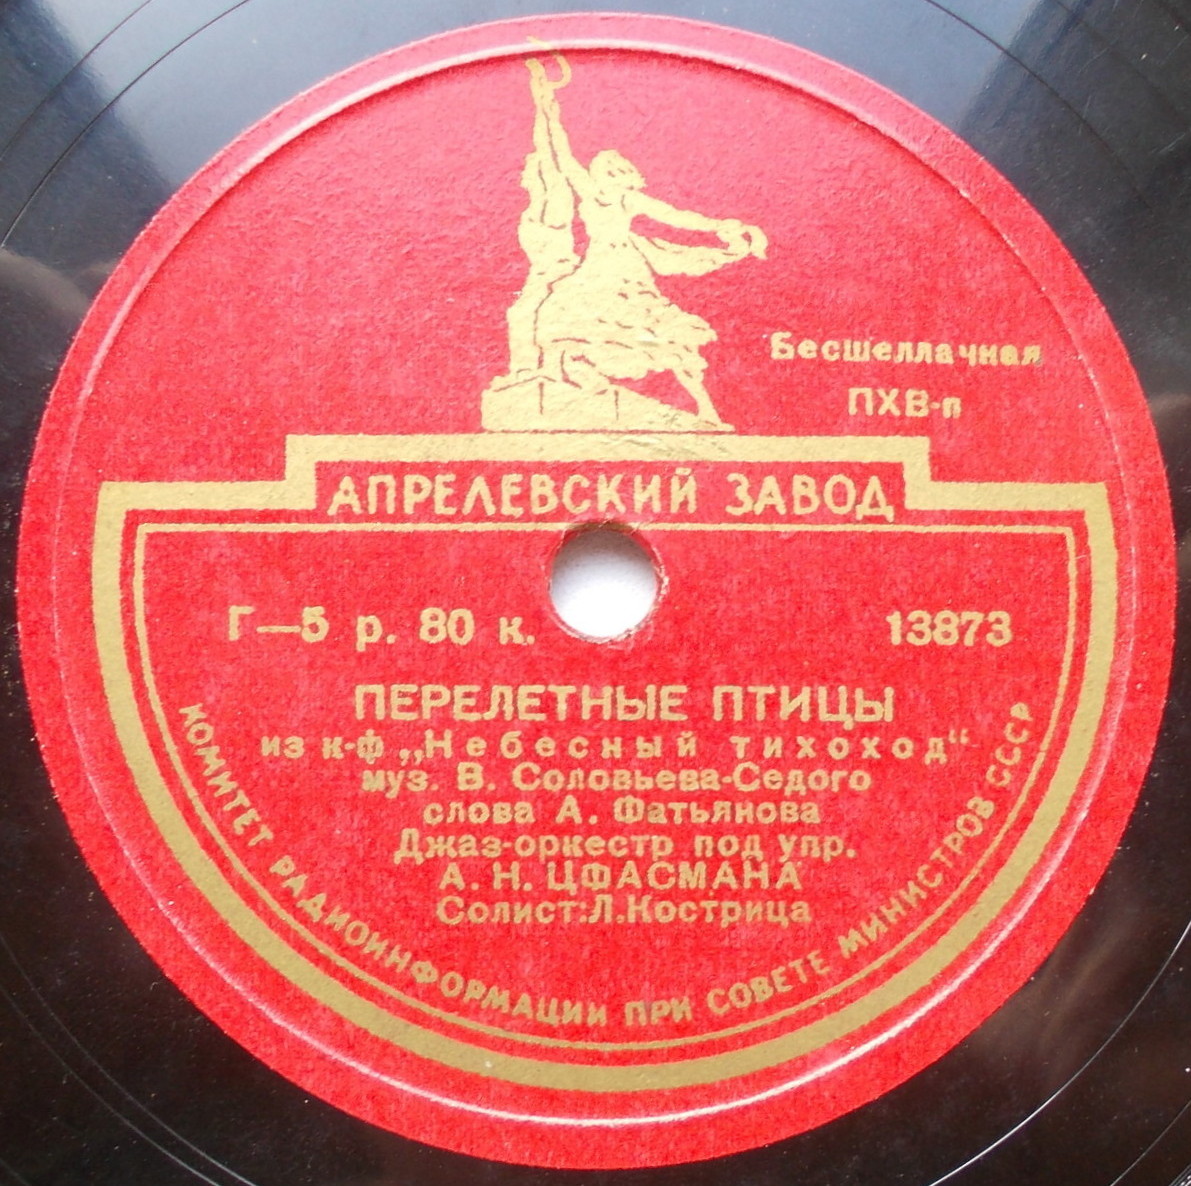 Бесшеллачная
ПХВ-п
АПРЕЛЕВСКИЙ ЗАВОД
Г—5 р. 80 к.
13873
ПЕРЕЛЕТНЫЕ ПТИЦЫ
из к-ф „Небесный тихоход“
муз. В. Соловьева-Седого
слова А. Фатьянова
Джаз-оркестр под упр.
А. Н. ЦФАСМАНА
Солист:Л.Кострица
КОМИТЕТ РАДИОИНФОРМАЦИИ ПРИ СОВЕТЕ МИНИСТРОВ СССР